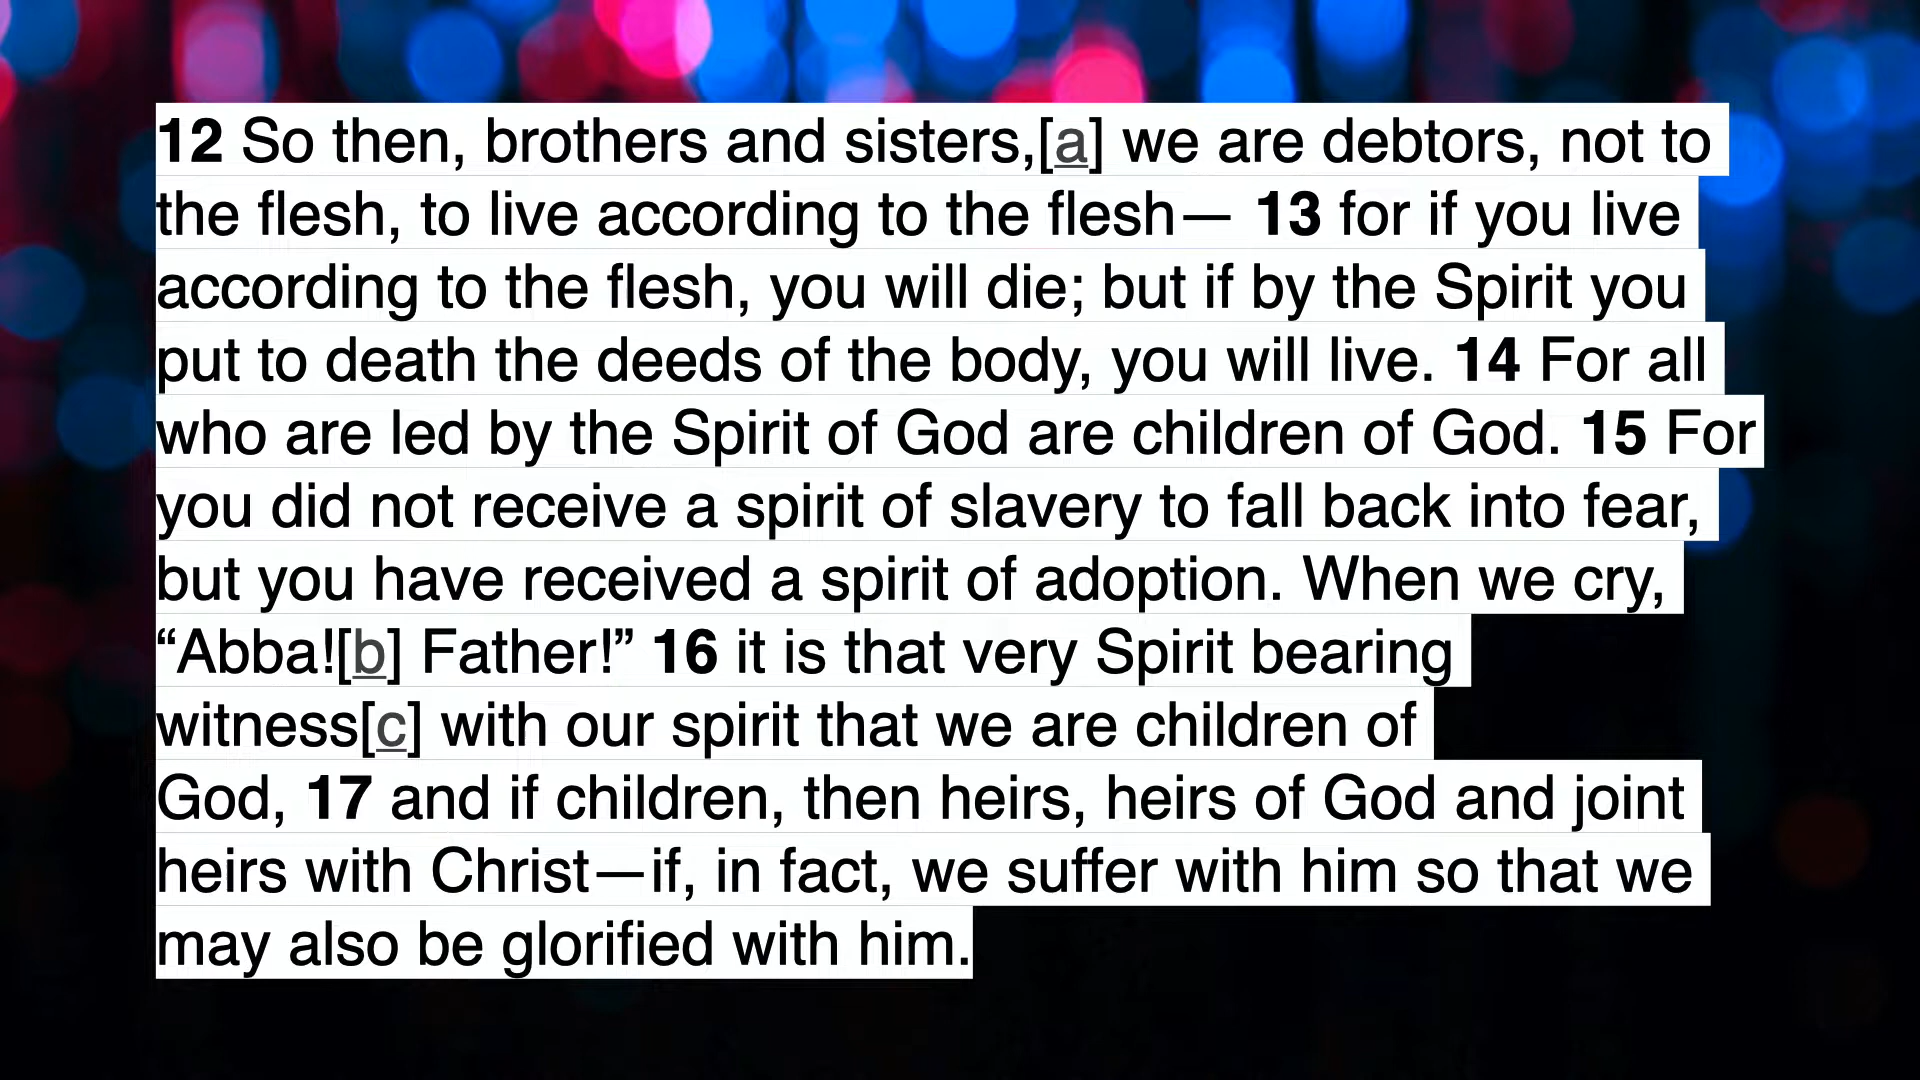 12 So then, brothers and sisters,[a] we are debtors, not to
the flesh, to live according to the flesh— 13 for if you live
according to the flesh, you will die; but if by the Spirit you
put to death the deeds of the body, you will live. 14 For all
who are led by the Spirit of God are children of God. 15 For
you did not receive a spirit of slavery to fall back into fear,
but you have received a spirit of adoption. When we cry,
“Abba![b] Father!” 16 it is that very Spirit bearing
witness[c] with our spirit that we are children of
God, 17 and if children, then heirs, heirs of God and joint
heirs with Christ—if, in fact, we suffer with him so that we
may also be glorified with him.